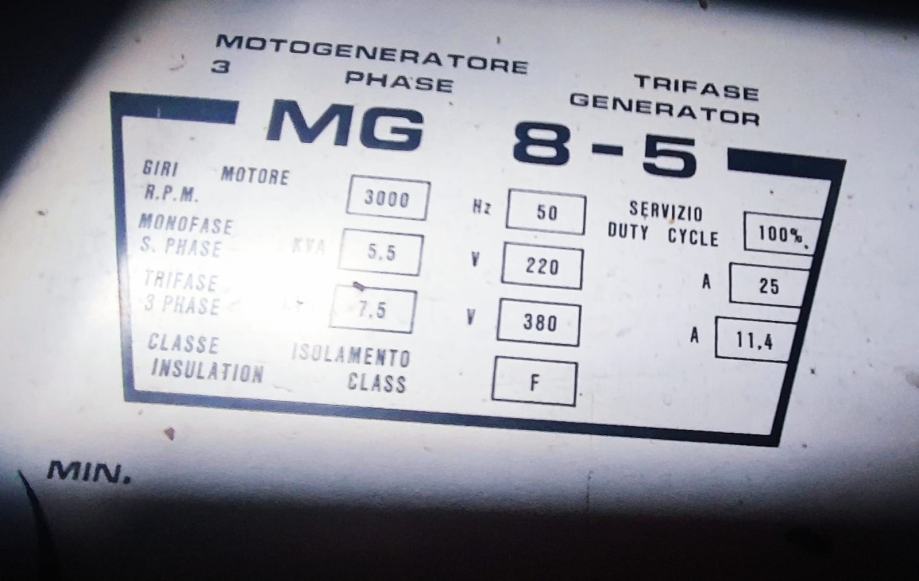 MOTOGENERATORE TRIFASE
3 PHASE GENERATOR
MG 8-5
GIRI MOTORE
R.P.M. 3000 Hz 50 SERVIZIO
DUTY CYCLE 100%
MONOFASE
S. PHASE KVA 5,5 V 220 A 25
TRIFASE
3 PHASE 7,5 V 380 A 11,4
CLASSE ISOLAMENTO
INSULATION CLASS F
MIN.